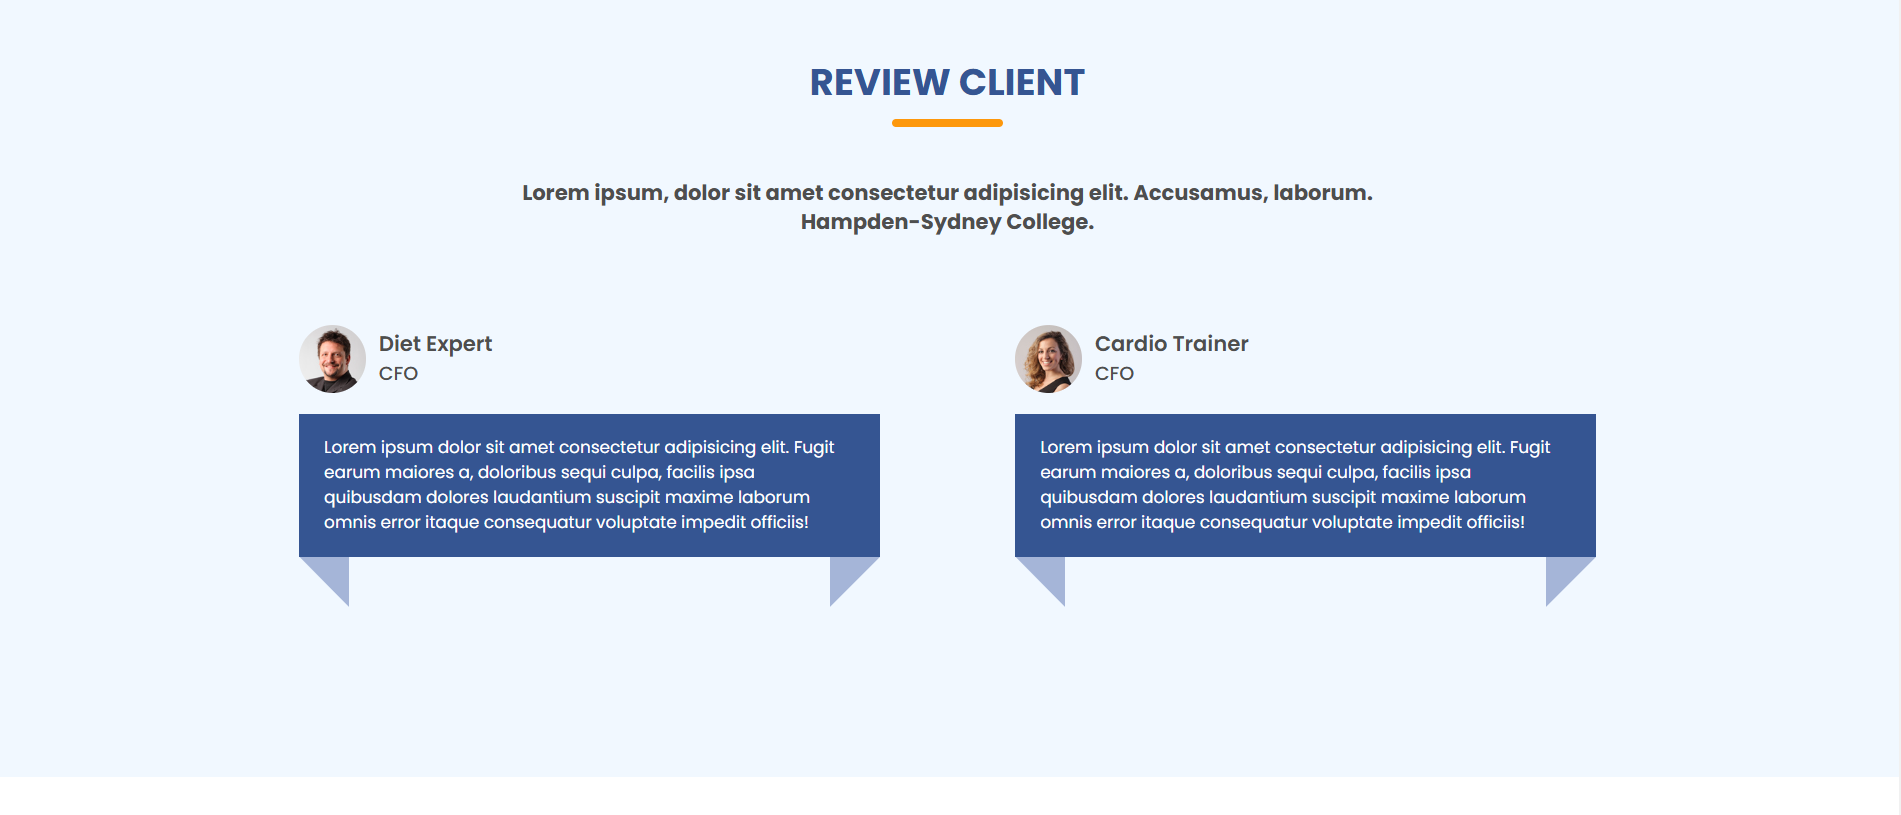 REVIEW CLIENT
Lorem ipsum, dolor sit amet consectetur adipisicing elit. Accusamus, laborum.
Hampden-Sydney College.
Diet Expert
CFO
Lorem ipsum dolor sit amet consectetur adipisicing elit. Fugit
earum maiores a, doloribus sequi culpa, facilis ipsa
quibusdam dolores laudantium suscipit maxime laborum
omnis error itaque consequatur voluptate impedit officiis!
Cardio Trainer
CFO
Lorem ipsum dolor sit amet consectetur adipisicing elit. Fugit
earum maiores a, doloribus sequi culpa, facilis ipsa
quibusdam dolores laudantium suscipit maxime laborum
omnis error itaque consequatur voluptate impedit officiis!